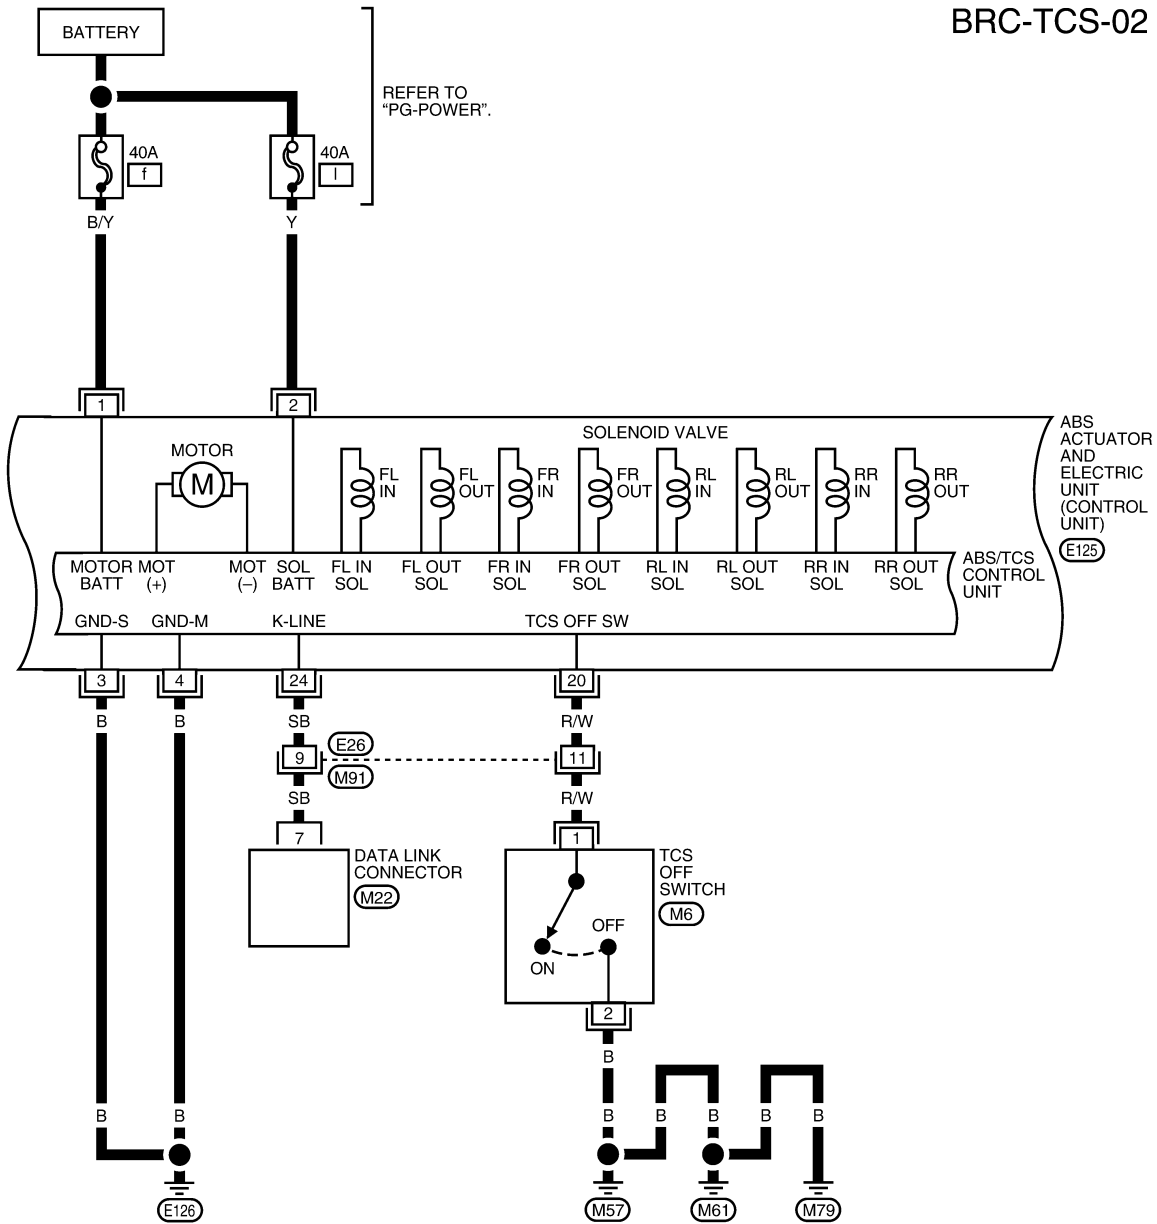 BRC-TCS-02
BATTERY
REFER TO
“PG-POWER”.
40A
f
40A
I
B/Y
Y
1
2
SOLENOID VALVE
MOTOR
M
FL
IN
FL
OUT
FR
IN
FR
OUT
RL
IN
RL
OUT
RR
IN
RR
OUT
ABS
ACTUATOR
AND
ELECTRIC
UNIT
(CONTROL
UNIT)
E125
MOTOR
BATT
MOT
(+)
MOT
(–)
SOL
BATT
FL IN
SOL
FL OUT
SOL
FR IN
SOL
FR OUT
SOL
RL IN
SOL
RL OUT
SOL
RR IN
SOL
RR OUT
SOL
ABS/TCS
CONTROL
UNIT
GND-S
GND-M
K-LINE
TCS OFF SW
3
4
24
20
B
B
SB
R/W
9
E26
M91
11
SB
R/W
7
1
DATA LINK
CONNECTOR
M22
TCS
OFF
SWITCH
M6
OFF
ON
2
B
B
B
B
B
B
B
B
E126
M57
M61
M79